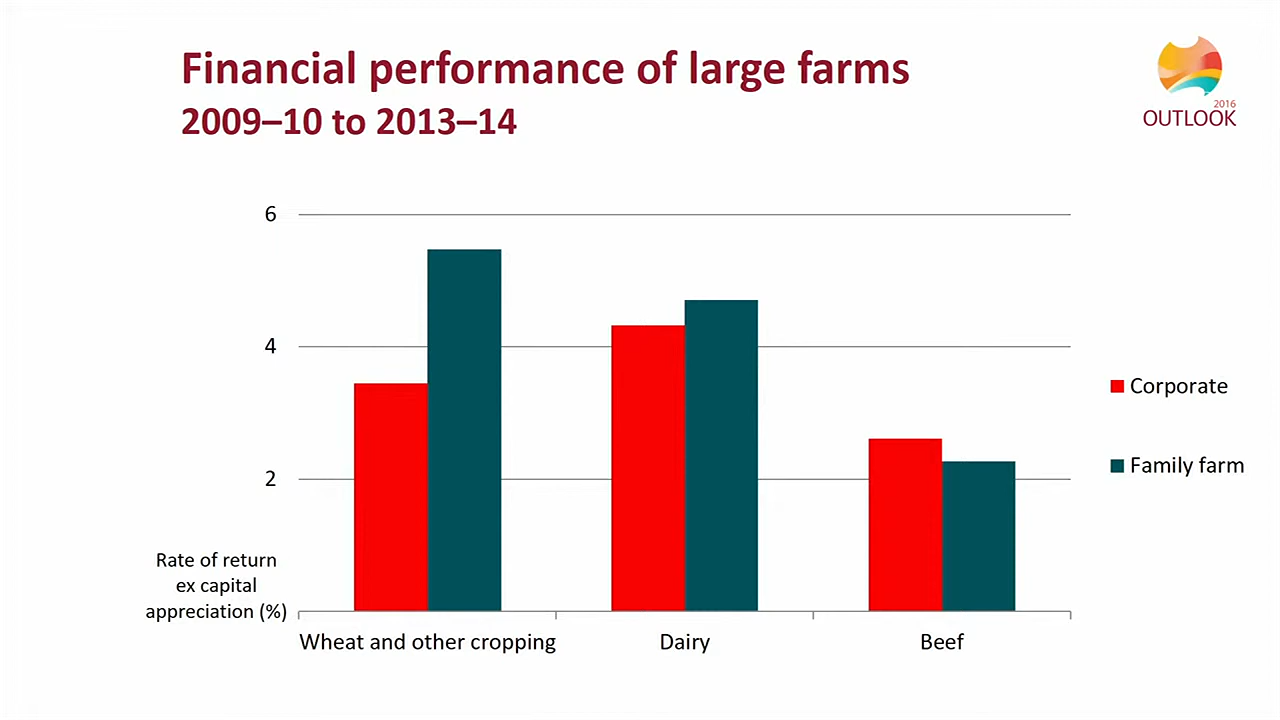 Financial performance of large farms
2009–10 to 2013–14
2016
OUTLOOK
6
4
2
Rate of return
ex capital
appreciation (%)
Wheat and other cropping
Dairy
Beef
Corporate
Family farm